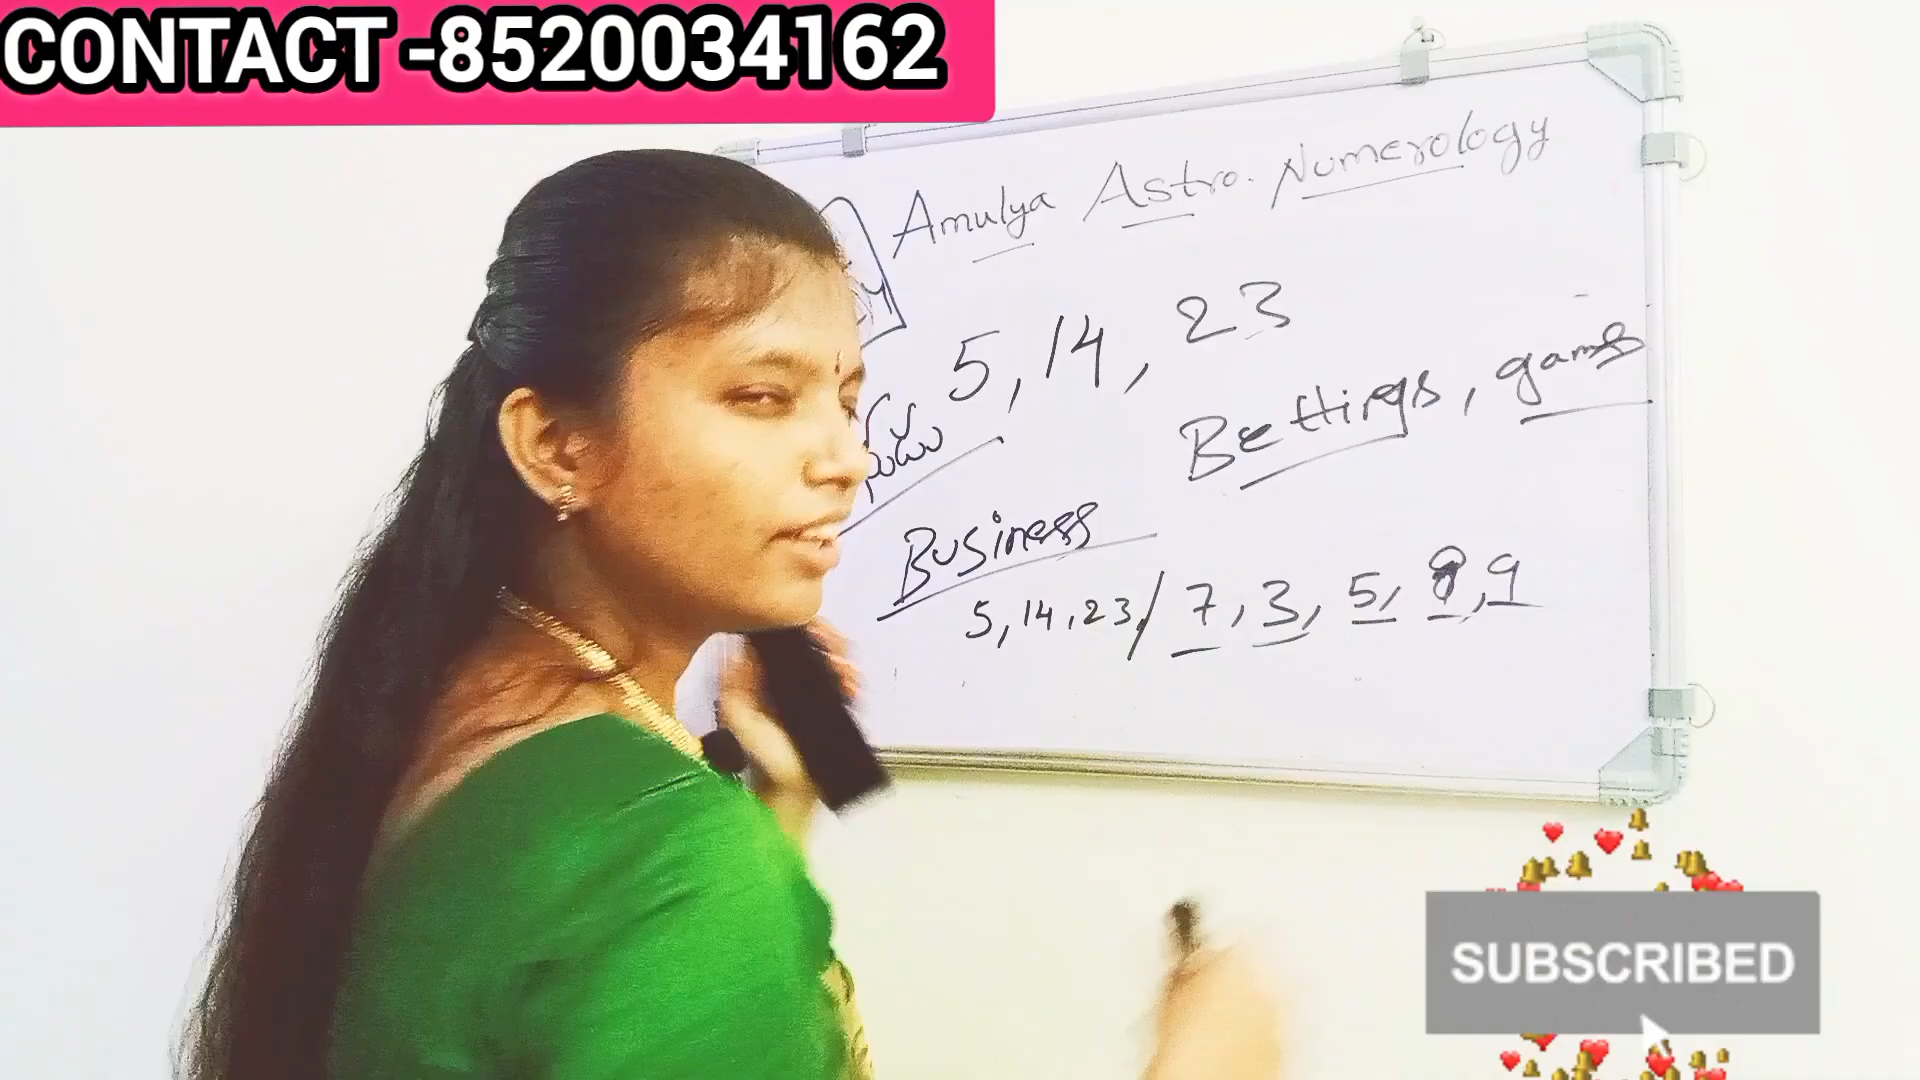 CONTACT -8520034162
Amulya Astro. Numerology
5, 14, 23
Bettings, games
Business
5, 14, 23, / 7, 3, 5, 8, 9
SUBSCRIBED